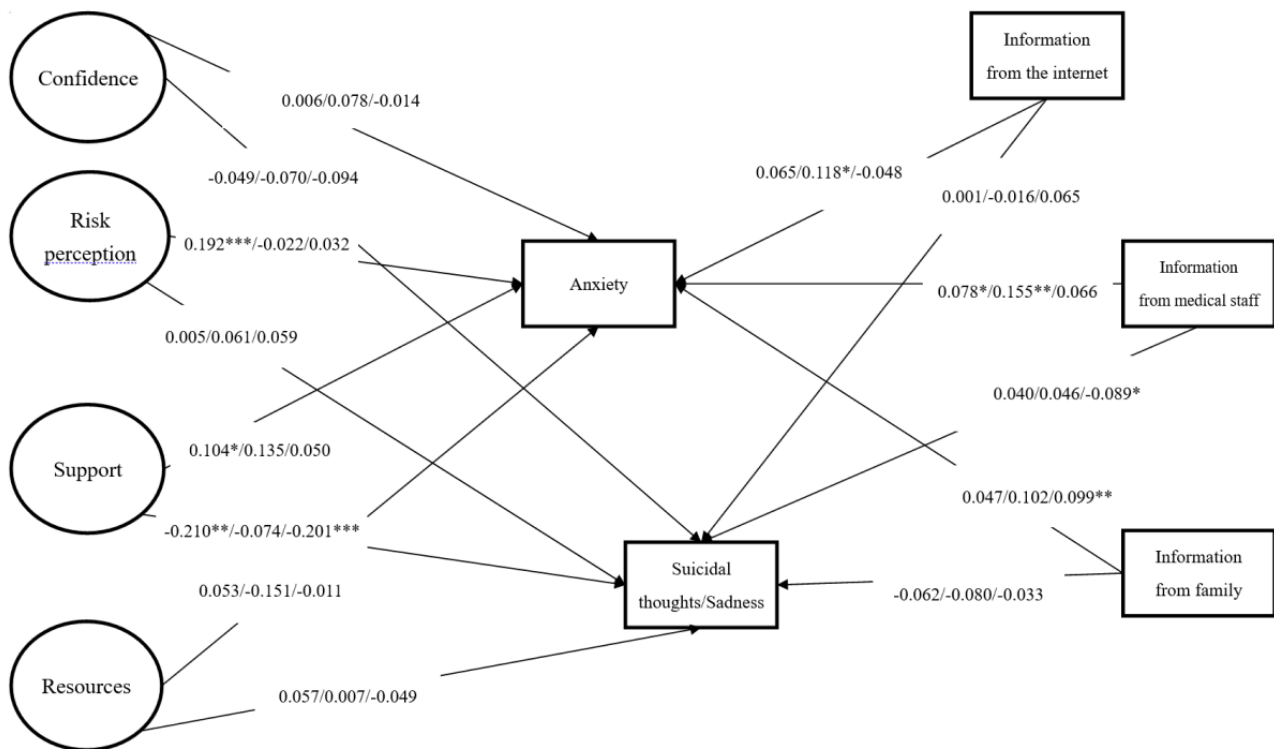 Confidence
Information
from the internet
0.006/0.078/-0.014
0.065/0.118*/-0.048
-0.049/-0.070/-0.094
0.001/-0.016/0.065
Risk
perception
0.192***/-0.022/0.032
Anxiety
Information
from medical staff
0.078*/0.155**/0.066
0.005/0.061/0.059
0.040/0.046/-0.089*
Support
0.104*/0.135/0.050
0.047/0.102/0.099**
-0.210**/-0.074/-0.201***
Suicidal
thoughts/Sadness
Information
from family
0.053/-0.151/-0.011
-0.062/-0.080/-0.033
Resources
0.057/0.007/-0.049